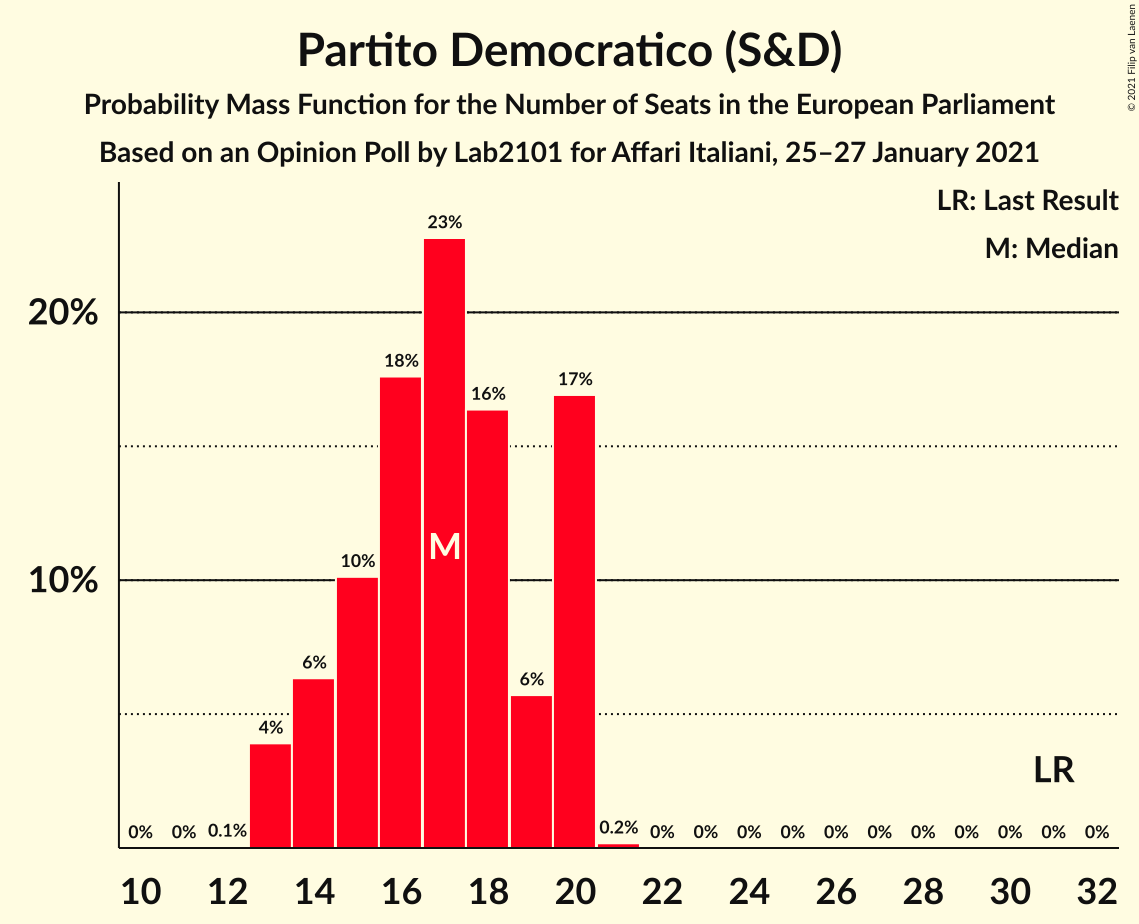 Partito Democratico (S&D)
Probability Mass Function for the Number of Seats in the European Parliament
Based on an Opinion Poll by Lab2101 for Affari Italiani, 25–27 January 2021
© 2021 Filip van Laenen
LR: Last Result
M: Median
20%
10%
0% 0% 0.1% 4% 6% 10% 18% 23% 16% 6% 17% 0.2% 0% 0% 0% 0% 0% 0% 0% 0% 0% 0% 0%
M
LR
10 12 14 16 18 20 22 24 26 28 30 32